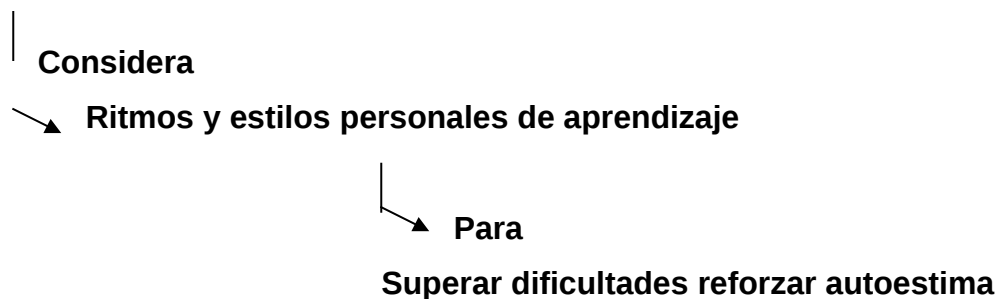 Considera
Ritmos y estilos personales de aprendizaje
Para
Superar dificultades reforzar autoestima